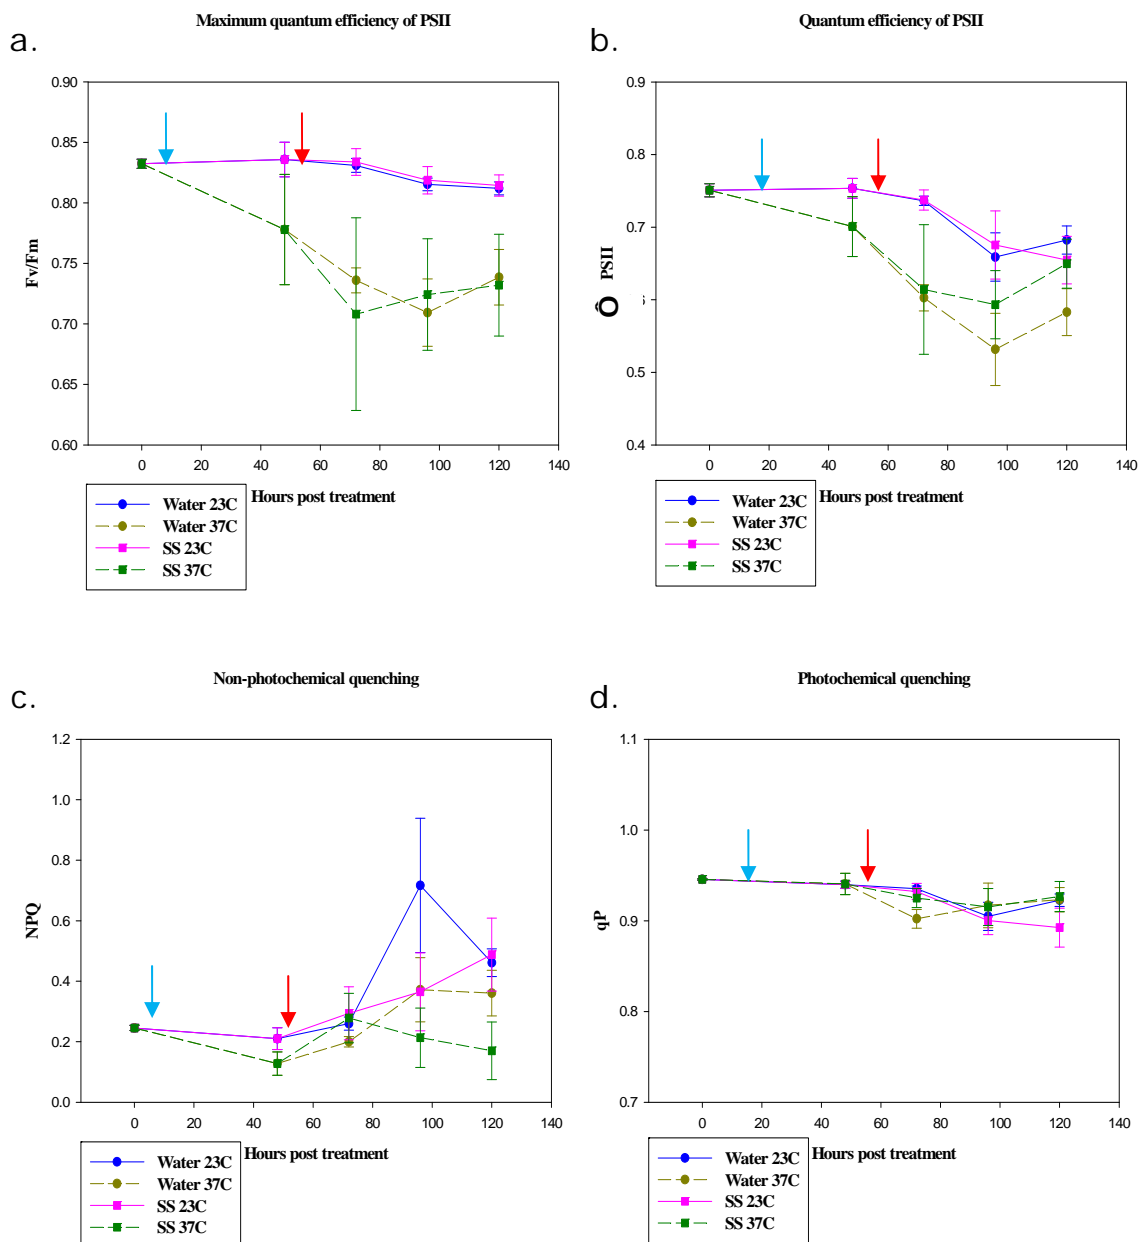 Maximum quantum efficiency of PSII
a.
Fv/Fm
0.90
0.85
0.80
0.75
0.70
0.65
0.60
0 20 40 60 80 100 120 140
Hours post treatment
Water 23C
Water 37C
SS 23C
SS 37C
Quantum efficiency of PSII
b.
Ô PSII
0.9
0.8
0.7
0.5
0.4
0 20 40 60 80 100 120 140
Hours post treatment
Water 23C
Water 37C
SS 23C
SS 37C
Non-photochemical quenching
c.
NPQ
1.2
1.0
0.8
0.6
0.4
0.2
0.0
0 20 40 60 80 100 120 140
Hours post treatment
Water 23C
Water 37C
SS 23C
SS 37C
Photochemical quenching
d.
qP
1.1
1.0
0.9
0.8
0.7
0 20 40 60 80 100 120 140
Hours post treatment
Water 23C
Water 37C
SS 23C
SS 37C